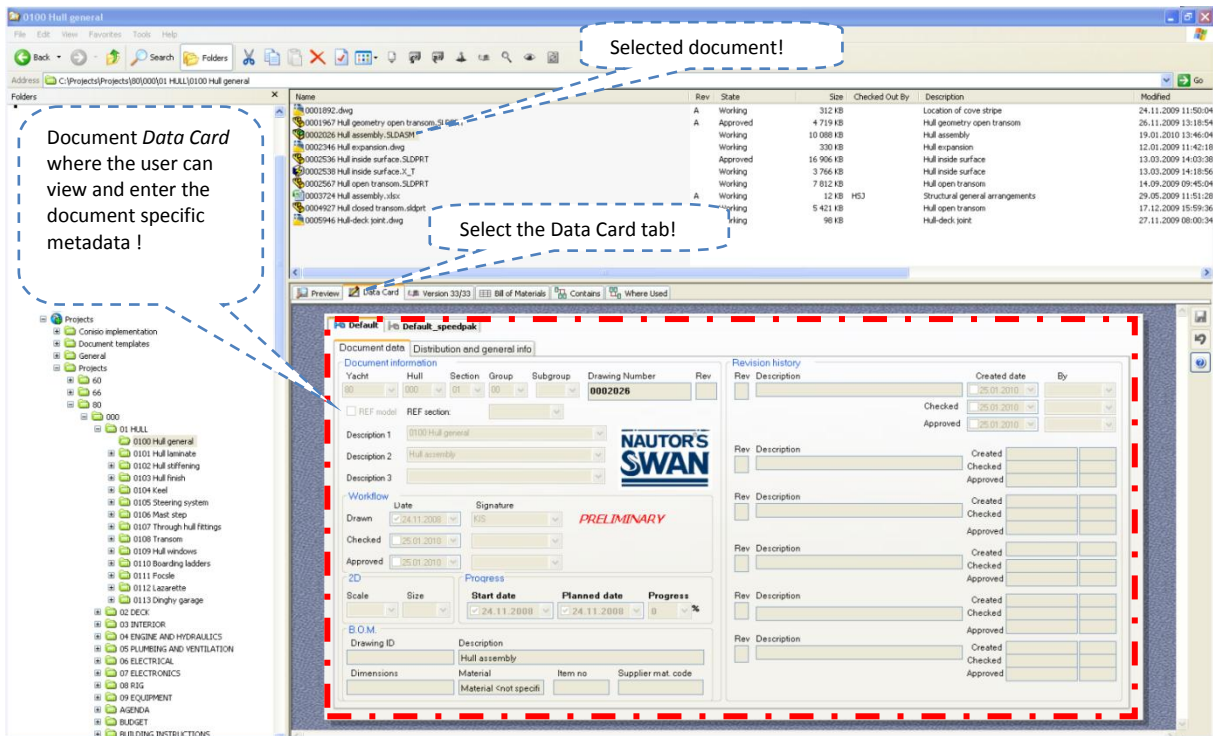 0100 Hull general
File Edit View Favorites Tools Help
Back Search Folders
Address C:\Projects\Projects\80\000\01 HULL\0100 Hull general Go
Folders
Selected document!
Document Data Card
where the user can
view and enter the
document specific
metadata !
Select the Data Card tab!
Name Rev State Size Checked Out By Description Modified
0001892.dwg A Working 312 KB Location of cove stripe 24.11.2009 11:50:04
0001967 Hull geometry open transom. A Approved 4 719 KB Hull geometry open transom 26.11.2009 13:18:54
0002026 Hull assembly.SLDASM Working 10 088 KB Hull assembly 19.01.2010 13:46:04
0002346 Hull expansion.dwg Working 330 KB Hull expansion 12.01.2009 11:42:18
0002536 Hull inside surface.SLDPRT Approved 16 906 KB Hull inside surface 13.03.2009 14:03:38
0002538 Hull inside surface.X_T Working 3 766 KB Hull inside surface 13.03.2009 14:18:56
0002567 Hull open transom.SLDPRT Working 7 812 KB Hull open transom 14.09.2009 09:45:04
0003724 Hull assembly.xlsx A Working 12 KB HSJ Structural general arrangements 29.05.2009 11:51:28
0004927 Hull closed transom.sldprt 5 421 KB Hull open transom 17.12.2009 15:59:36
0005946 Hull-deck joint.dwg 98 KB Hull-deck joint 27.11.2009 08:00:34
Preview Data Card Version 33/33 Bill of Materials Contains Where Used
Projects
Conisio implementation
Document templates
General
Projects
60
66
80
000
01 HULL
0100 Hull general
0101 Hull laminate
0102 Hull stiffening
0103 Hull finish
0104 Keel
0105 Steering system
0106 Mast step
0107 Through hull fittings
0108 Transom
0109 Hull windows
0110 Boarding ladders
0111 Focsle
0112 Lazarette
0113 Dinghy garage
02 DECK
03 INTERIOR
04 ENGINE AND HYDRAULICS
05 PLUMBING AND VENTILATION
06 ELECTRICAL
07 ELECTRONICS
08 RIG
09 EQUIPMENT
AGENDA
BUDGET
BUILDING INSTRUCTIONS
Default Default_speedpak
Document data Distribution and general info
Document information
Yacht Hull Section Group Subgroup Drawing Number Rev
80 000 01 00 0002026
REF model REF section:
Description 1 0100 Hull general
Description 2 Hull assembly
Description 3
NAUTOR'S
SWAN
Workflow
Date Signature
Drawn 24.11.2008 KIS PRELIMINARY
Checked 25.01.2010
Approved 25.01.2010
2D Progress
Scale Size Start date Planned date Progress
24.11.2008 24.11.2008 0 %
B.O.M.
Drawing ID Description
Hull assembly
Dimensions Material Item no Supplier mat. code
Material <not specifi
Revision history
Rev Description Created date By
25.01.2010
Checked 25.01.2010
Approved 25.01.2010
Rev Description Created
Checked
Approved
Rev Description Created
Checked
Approved
Rev Description Created
Checked
Approved
Rev Description Created
Checked
Approved
Rev Description Created
Checked
Approved